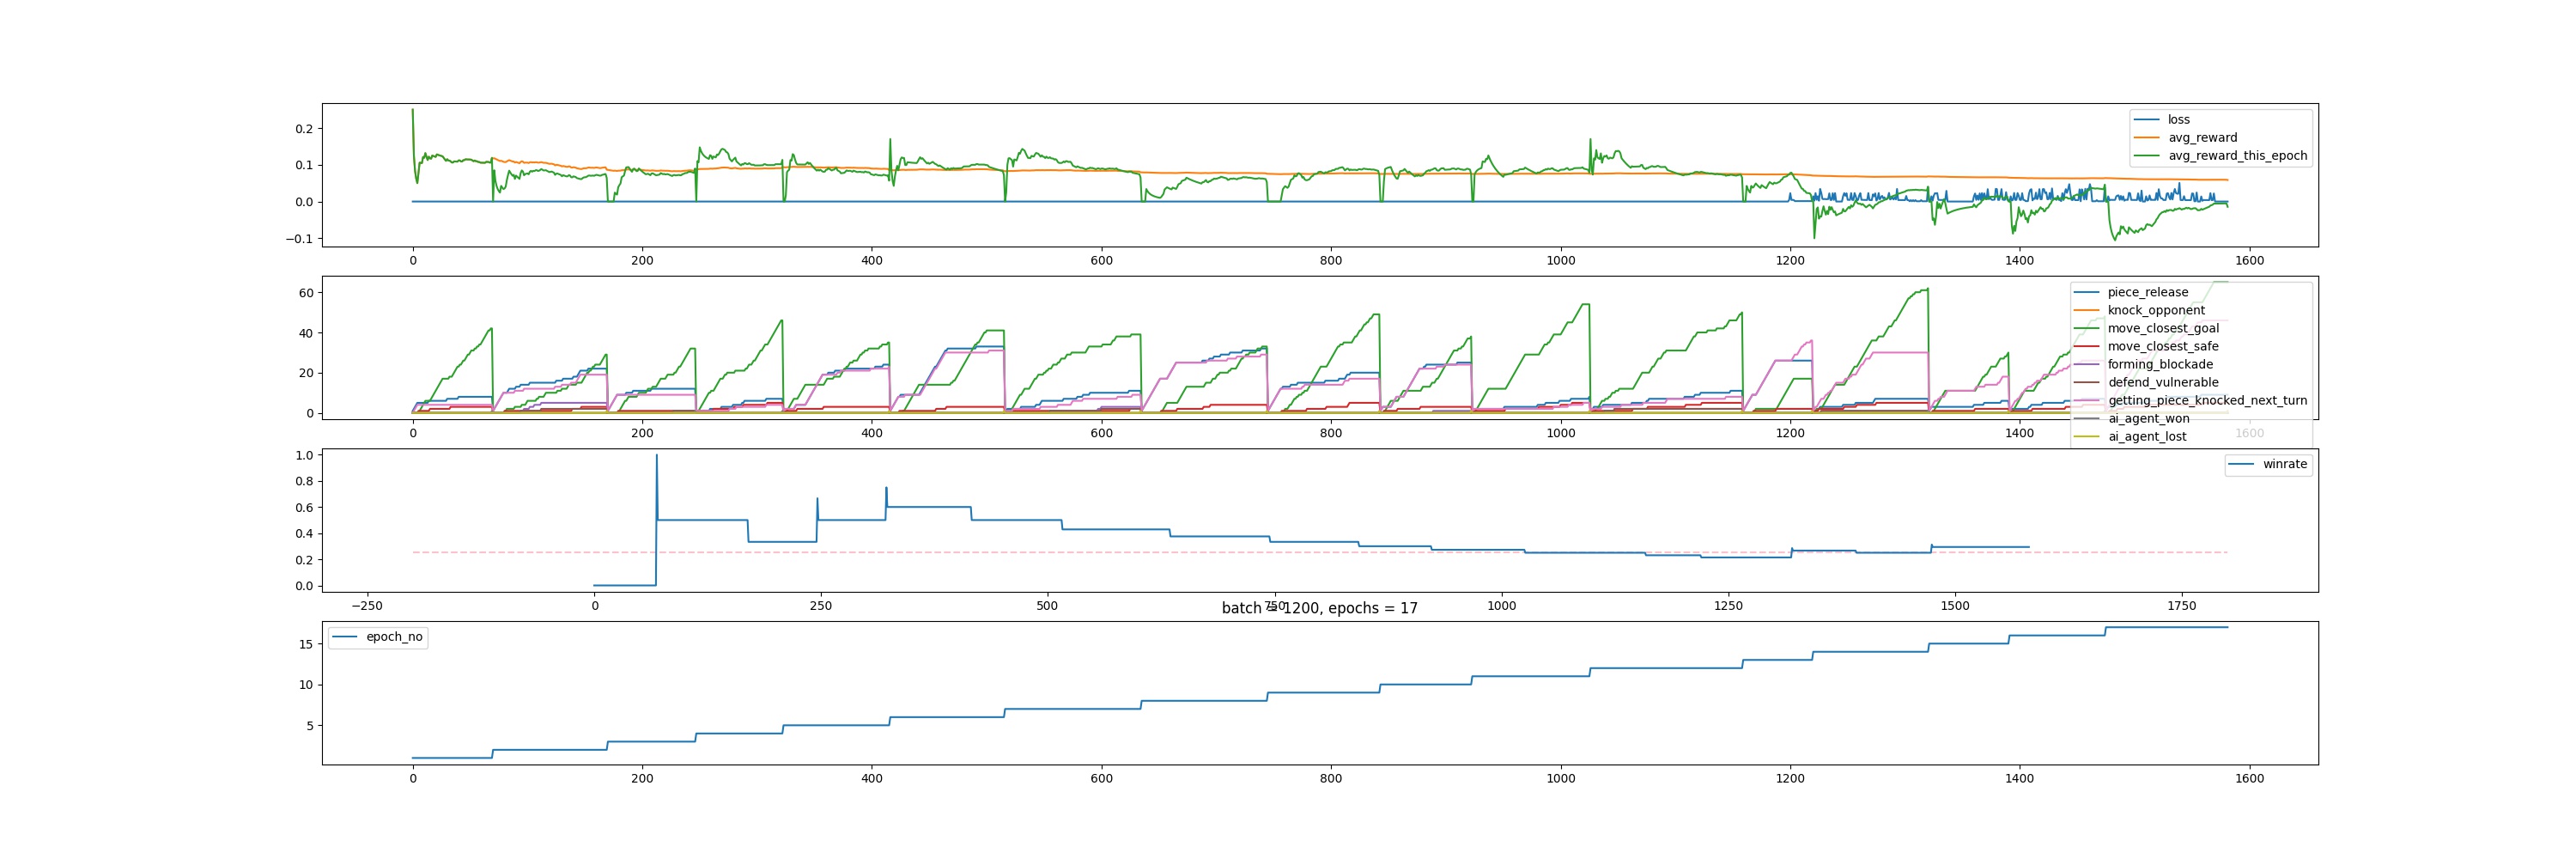 0.2
0.1
0.0
−0.1
loss
avg_reward
avg_reward_this_epoch
0 200 400 600 800 1000 1200 1400 1600
60
40
20
0
piece_release
knock_opponent
move_closest_goal
move_closest_safe
forming_blockade
defend_vulnerable
getting_piece_knocked_next_turn
ai_agent_won
ai_agent_lost
0 200 400 600 800 1000 1200 1400 1600
1.0
0.8
0.6
0.4
0.2
0.0
winrate
−250 0 250 500 750 1000 1250 1500 1750
batch = 1200, epochs = 17
15
10
5
epoch_no
0 200 400 600 800 1000 1200 1400 1600